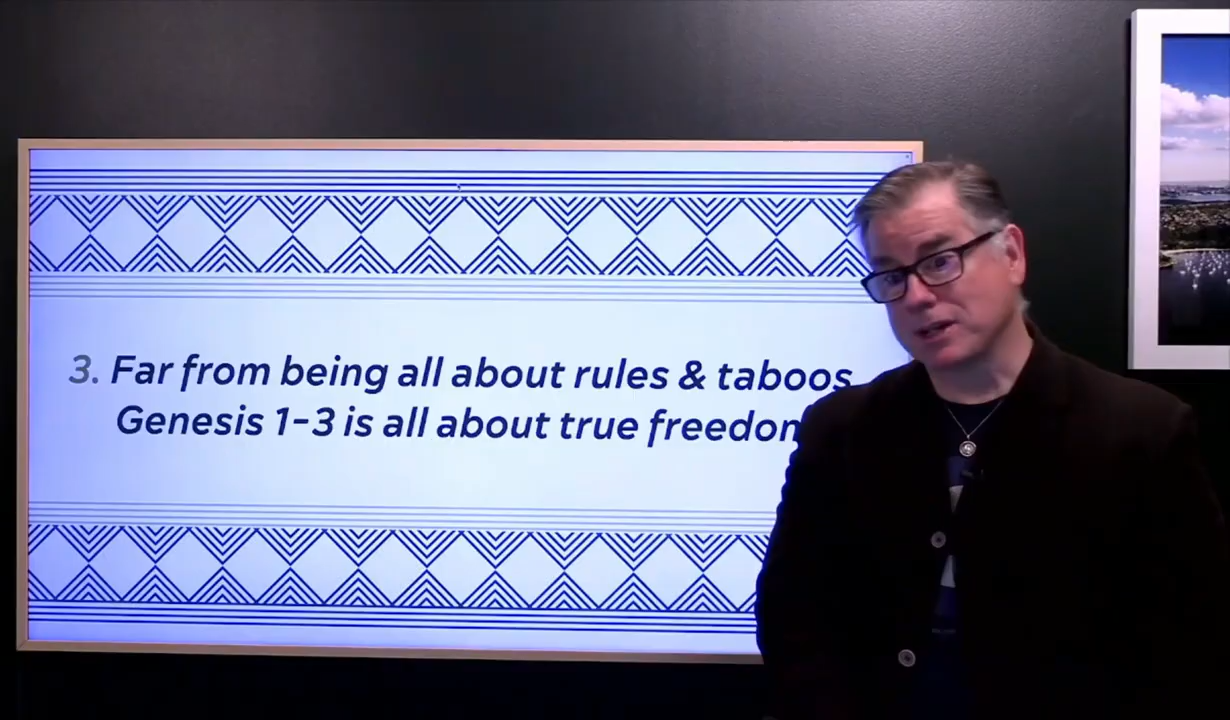 3. Far from being all about rules & taboos
Genesis 1-3 is all about true freedom